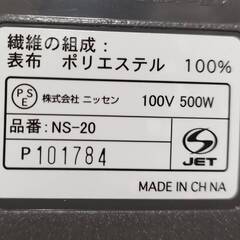 繊維の組成：
表布 ポリエステル 100%
PSE 株式会社 ニッセン 100V 500W
品番：NS-20
P101784
JET
MADE IN CH NA